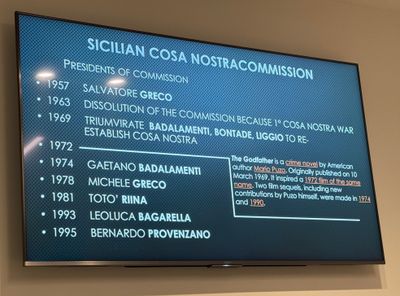 SICILIAN COSA NOSTRACOMMISSION
PRESIDENTS OF COMMISSION
• 1957 SALVATORE GRECO
• 1963 DISSOLUTION OF THE COMMISSION BECAUSE 1° COSA NOSTRA WAR
• 1969 TRIUMVIRATE BADALAMENTI, BONTADE, LIGGIO TO RE-
ESTABLISH COSA NOSTRA
• 1972
• 1974 GAETANO BADALAMENTI
• 1978 MICHELE GRECO
• 1981 TOTO' RIINA
• 1993 LEOLUCA BAGARELLA
• 1995 BERNARDO PROVENZANO
The Godfather is a crime novel by American
author Mario Puzo. Originally published on 10
March 1969, it inspired a 1972 film of the same
name. Two film sequels, including new
contributions by Puzo himself, were made in 1974
and 1990.